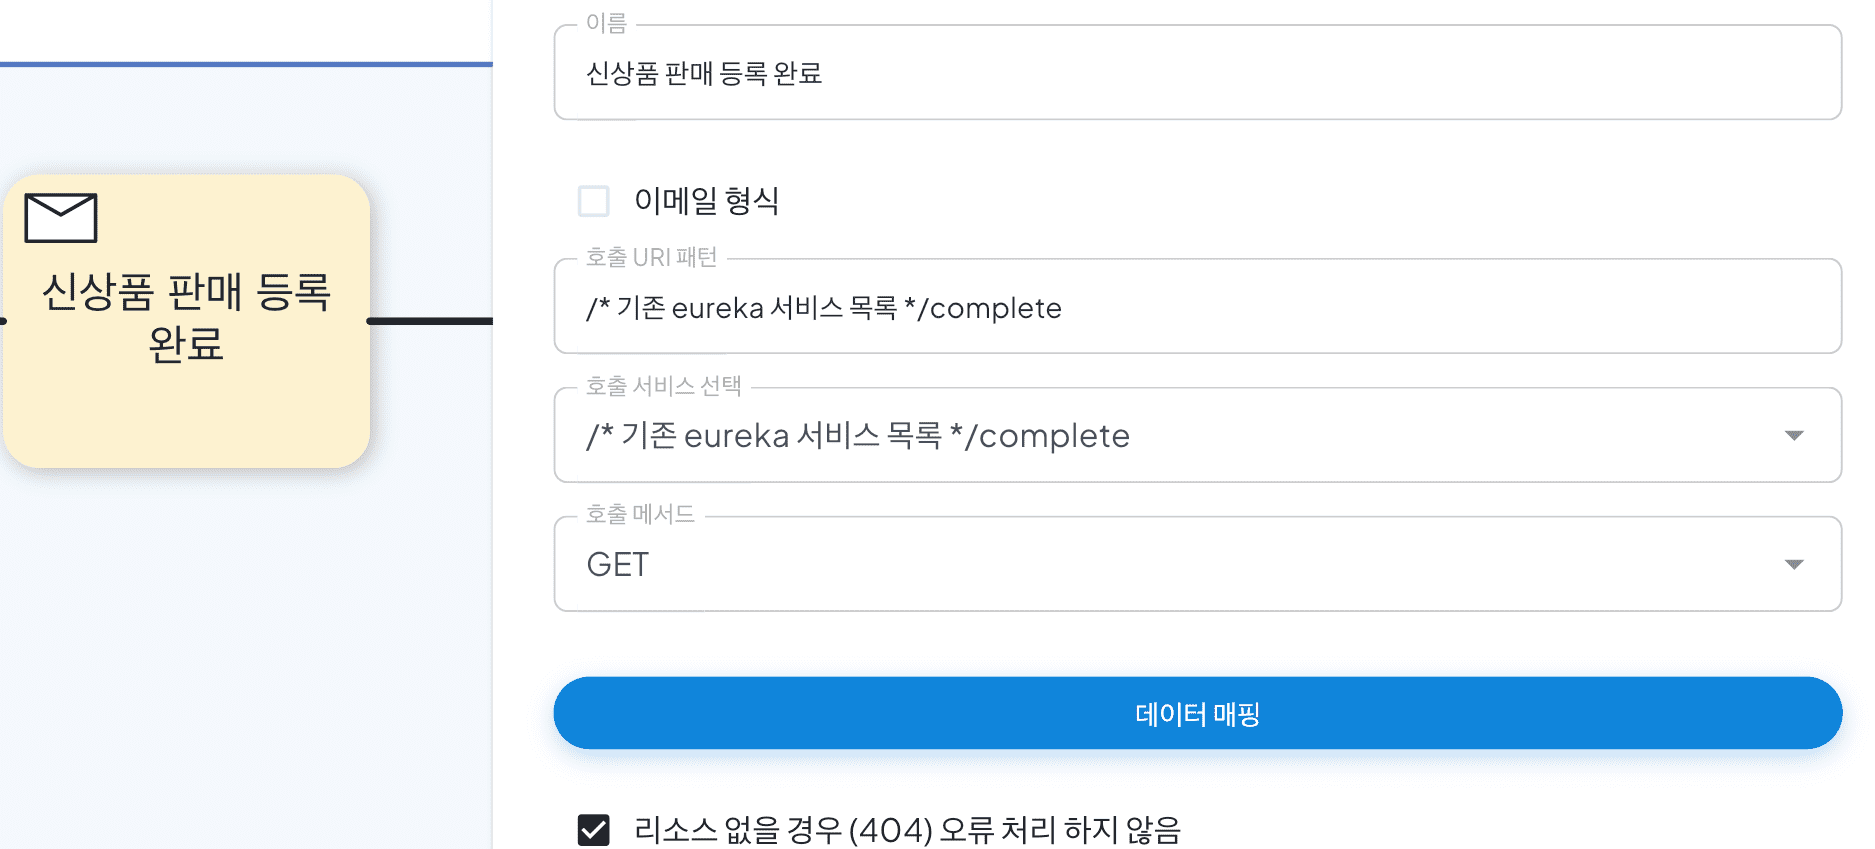 신상품 판매 등록
완료
이름
신상품 판매 등록 완료
이메일 형식
호출 URI 패턴
/* 기존 eureka 서비스 목록 */complete
호출 서비스 선택
/* 기존 eureka 서비스 목록 */complete
호출 메서드
GET
데이터 매핑
리소스 없을 경우 (404) 오류 처리 하지 않음